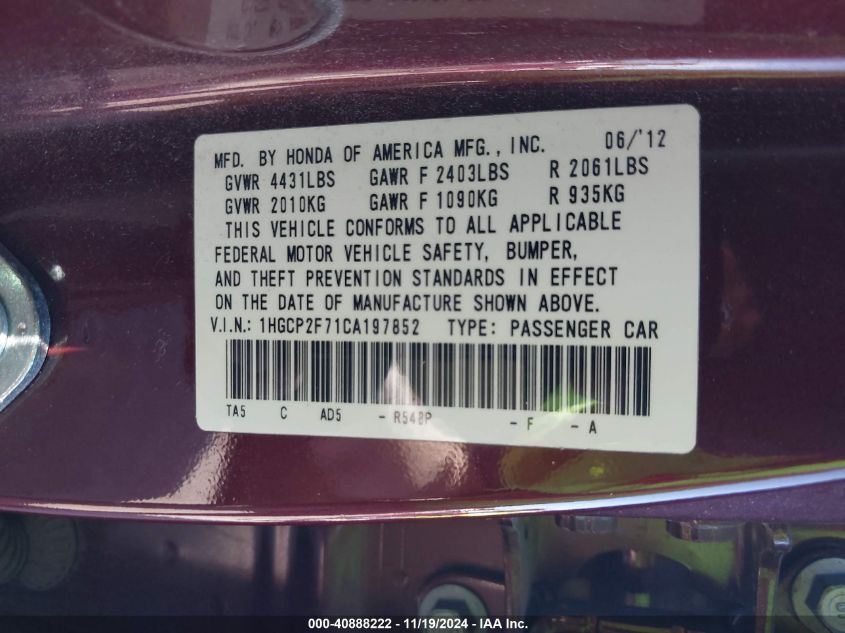 MFD. BY HONDA OF AMERICA MFG., INC. 06/'12
GVWR 4431LBS GAWR F 2403LBS R 2061LBS
GVWR 2010KG GAWR F 1090KG R 935KG
THIS VEHICLE CONFORMS TO ALL APPLICABLE
FEDERAL MOTOR VEHICLE SAFETY, BUMPER,
AND THEFT PREVENTION STANDARDS IN EFFECT
ON THE DATE OF MANUFACTURE SHOWN ABOVE.
V.I.N.: 1HGCP2F71CA197852 TYPE: PASSENGER CAR
TA5 C AD5 - R548P - F - A
000-40888222 - 11/19/2024 - IAA Inc.